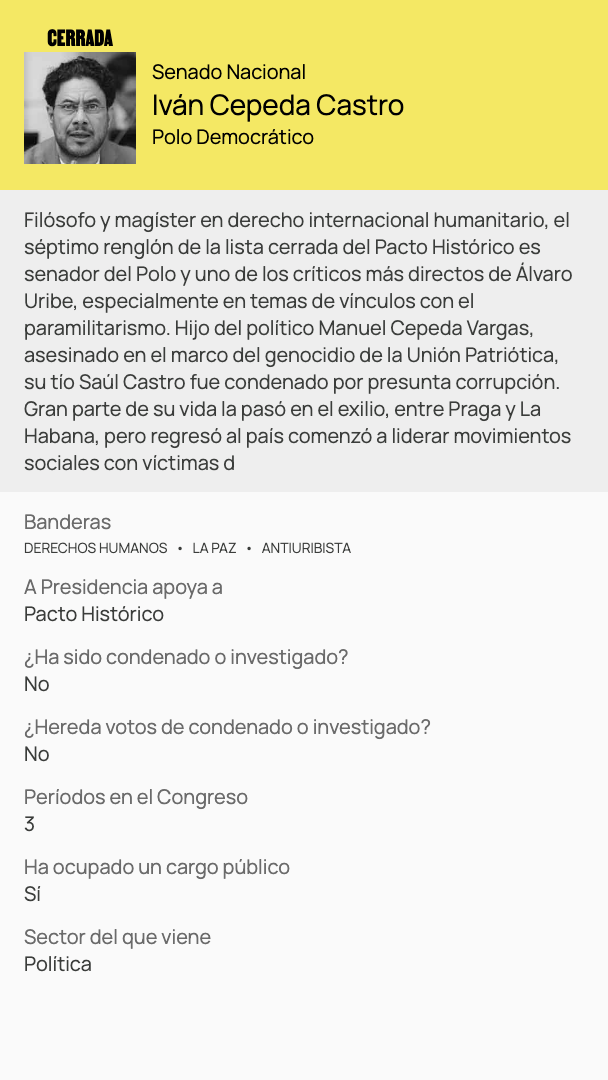 CERRADA
Senado Nacional
Iván Cepeda Castro
Polo Democrático
Filósofo y magíster en derecho internacional humanitario, el
séptimo renglón de la lista cerrada del Pacto Histórico es
senador del Polo y uno de los críticos más directos de Álvaro
Uribe, especialmente en temas de vínculos con el
paramilitarismo. Hijo del político Manuel Cepeda Vargas,
asesinado en el marco del genocidio de la Unión Patriótica,
su tío Saúl Castro fue condenado por presunta corrupción.
Gran parte de su vida la pasó en el exilio, entre Praga y La
Habana, pero regresó al país comenzó a liderar movimientos
sociales con víctimas d
Banderas
DERECHOS HUMANOS • LA PAZ • ANTIURIBISTA
A Presidencia apoya a
Pacto Histórico
¿Ha sido condenado o investigado?
No
¿Hereda votos de condenado o investigado?
No
Períodos en el Congreso
3
Ha ocupado un cargo público
Sí
Sector del que viene
Política